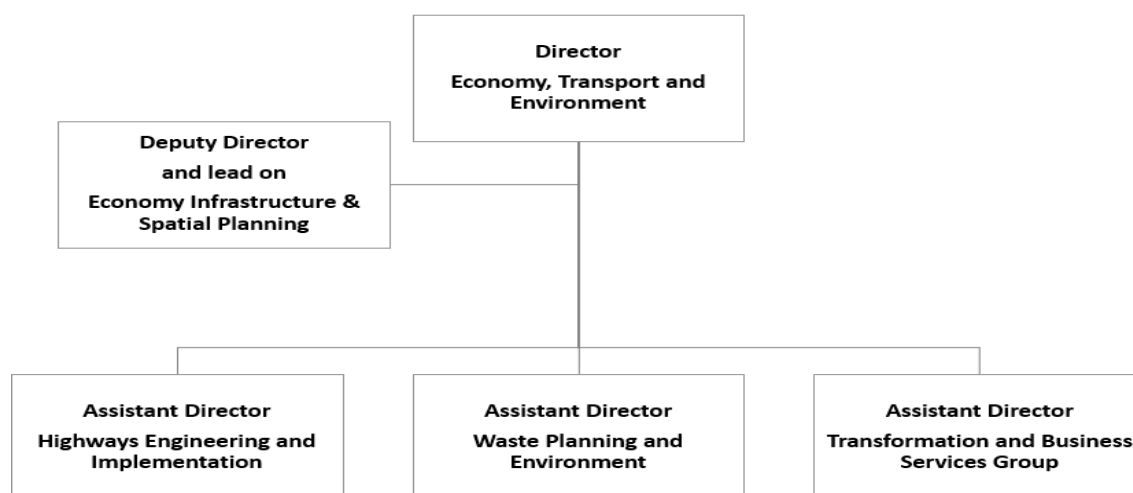 Director
Economy, Transport and
Environment
Deputy Director
and lead on
Economy Infrastructure &
Spatial Planning
Assistant Director
Highways Engineering and
Implementation
Assistant Director
Waste Planning and
Environment
Assistant Director
Transformation and Business
Services Group